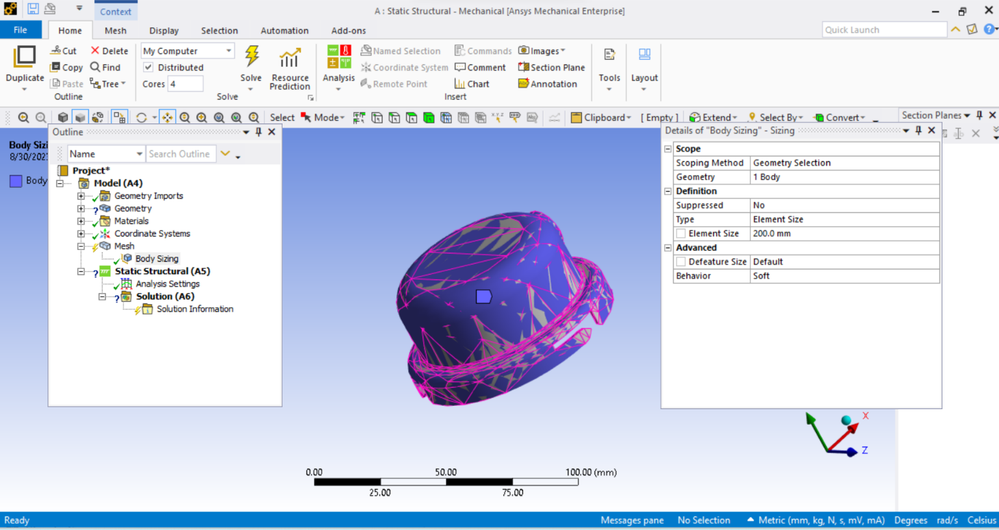 Context
A : Static Structural - Mechanical [Ansys Mechanical Enterprise]
File
Home
Mesh
Display
Selection
Automation
Add-ons
Quick Launch
Duplicate
Cut
Copy
Paste
Delete
Find
Tree
Outline
My Computer
Distributed
Cores 4
Solve
Resource
Prediction
Solve
Analysis
Named Selection
Coordinate System
Remote Point
Commands
Comment
Chart
Images
Section Plane
Annotation
Insert
Tools
Layout
Select
Mode
Clipboard
[ Empty ]
Extend
Select By
Convert
Section Planes
Body Sizi
8/30/202
Body
Outline
Name
Search Outline
Project*
Model (A4)
Geometry Imports
Geometry
Materials
Coordinate Systems
Mesh
Body Sizing
Static Structural (A5)
Analysis Settings
Solution (A6)
Solution Information
Details of "Body Sizing" - Sizing
Scope
Scoping Method Geometry Selection
Geometry 1 Body
Definition
Suppressed No
Type Element Size
Element Size 200.0 mm
Advanced
Defeature Size Default
Behavior Soft
X
Z
0.00 50.00 100.00 (mm)
25.00 75.00
Ready
Messages pane
No Selection
Metric (mm, kg, N, s, mV, mA)
Degrees
rad/s
Celsius